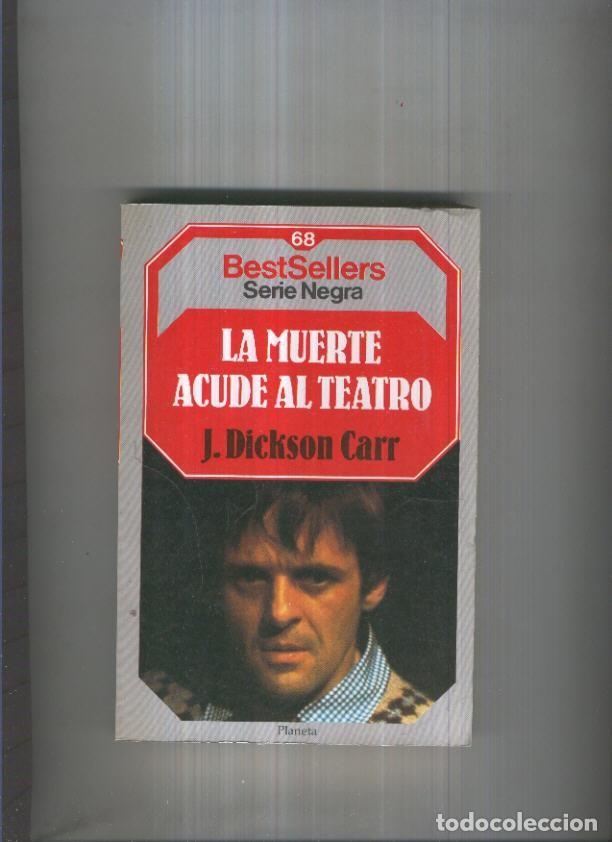 68
BestSellers
Serie Negra
LA MUERTE
ACUDE AL TEATRO
J. Dickson Carr
Planeta
todocoleccion